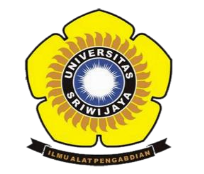 UNIVERSITAS
SRIWIJAYA
ILMU ALAT PENGABDIAN